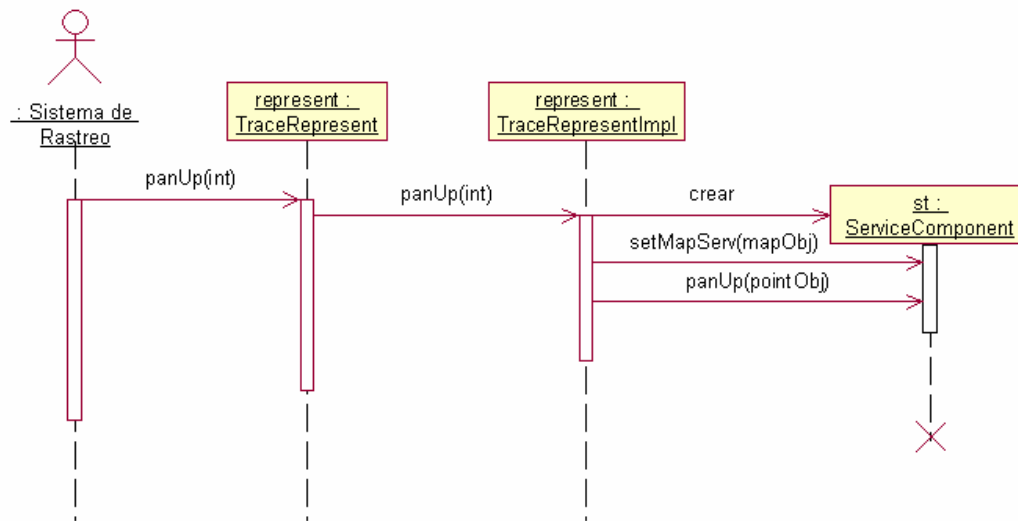 : Sistema de
Rastreo
represent :
TraceRepresent
represent :
TraceRepresentImpl
st :
ServiceComponent
panUp(int)
panUp(int)
crear
setMapServ(mapObj)
panUp(pointObj)